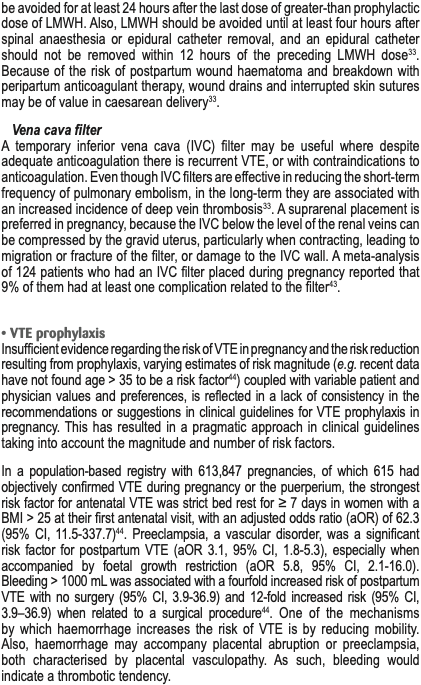 be avoided for at least 24 hours after the last dose of greater-than prophylactic
dose of LMWH. Also, LMWH should be avoided until at least four hours after
spinal anaesthesia or epidural catheter removal, and an epidural catheter
should not be removed within 12 hours of the preceding LMWH dose33.
Because of the risk of postpartum wound haematoma and breakdown with
peripartum anticoagulant therapy, wound drains and interrupted skin sutures
may be of value in caesarean delivery33.
Vena cava filter
A temporary inferior vena cava (IVC) filter may be useful where despite
adequate anticoagulation there is recurrent VTE, or with contraindications to
anticoagulation. Even though IVC filters are effective in reducing the short-term
frequency of pulmonary embolism, in the long-term they are associated with
an increased incidence of deep vein thrombosis33. A suprarenal placement is
preferred in pregnancy, because the IVC below the level of the renal veins can
be compressed by the gravid uterus, particularly when contracting, leading to
migration or fracture of the filter, or damage to the IVC wall. A meta-analysis
of 124 patients who had an IVC filter placed during pregnancy reported that
9% of them had at least one complication related to the filter43.
• VTE prophylaxis
Insufficient evidence regarding the risk of VTE in pregnancy and the risk reduction
resulting from prophylaxis, varying estimates of risk magnitude (e.g. recent data
have not found age > 35 to be a risk factor44) coupled with variable patient and
physician values and preferences, is reflected in a lack of consistency in the
recommendations or suggestions in clinical guidelines for VTE prophylaxis in
pregnancy. This has resulted in a pragmatic approach in clinical guidelines
taking into account the magnitude and number of risk factors.
In a population-based registry with 613,847 pregnancies, of which 615 had
objectively confirmed VTE during pregnancy or the puerperium, the strongest
risk factor for antenatal VTE was strict bed rest for ≥ 7 days in women with a
BMI > 25 at their first antenatal visit, with an adjusted odds ratio (aOR) of 62.3
(95% CI, 11.5-337.7)44. Preeclampsia, a vascular disorder, was a significant
risk factor for postpartum VTE (aOR 3.1, 95% CI, 1.8-5.3), especially when
accompanied by foetal growth restriction (aOR 5.8, 95% CI, 2.1-16.0).
Bleeding > 1000 mL was associated with a fourfold increased risk of postpartum
VTE with no surgery (95% CI, 3.9-36.9) and 12-fold increased risk (95% CI,
3.9–36.9) when related to a surgical procedure44. One of the mechanisms
by which haemorrhage increases the risk of VTE is by reducing mobility.
Also, haemorrhage may accompany placental abruption or preeclampsia,
both characterised by placental vasculopathy. As such, bleeding would
indicate a thrombotic tendency.